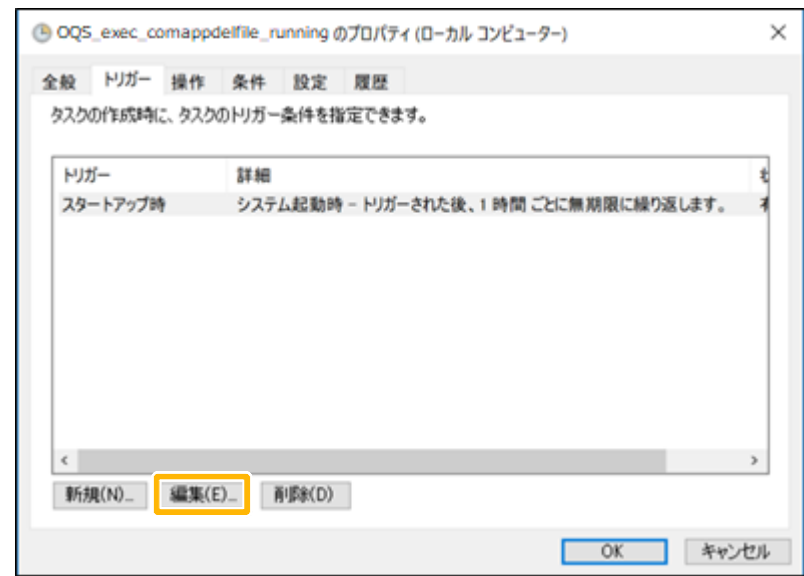 OQS_exec_comappdelfile_running のプロパティ (ローカル コンピューター)
全般 トリガー 操作 条件 設定 履歴
タスクの作成時に、タスクのトリガー条件を指定できます。
トリガー 詳細
スタートアップ時 システム起動時 - トリガーされた後、1 時間 ごとに無期限に繰り返します。
新規(N)... 編集(E)... 削除(D)
OK キャンセル